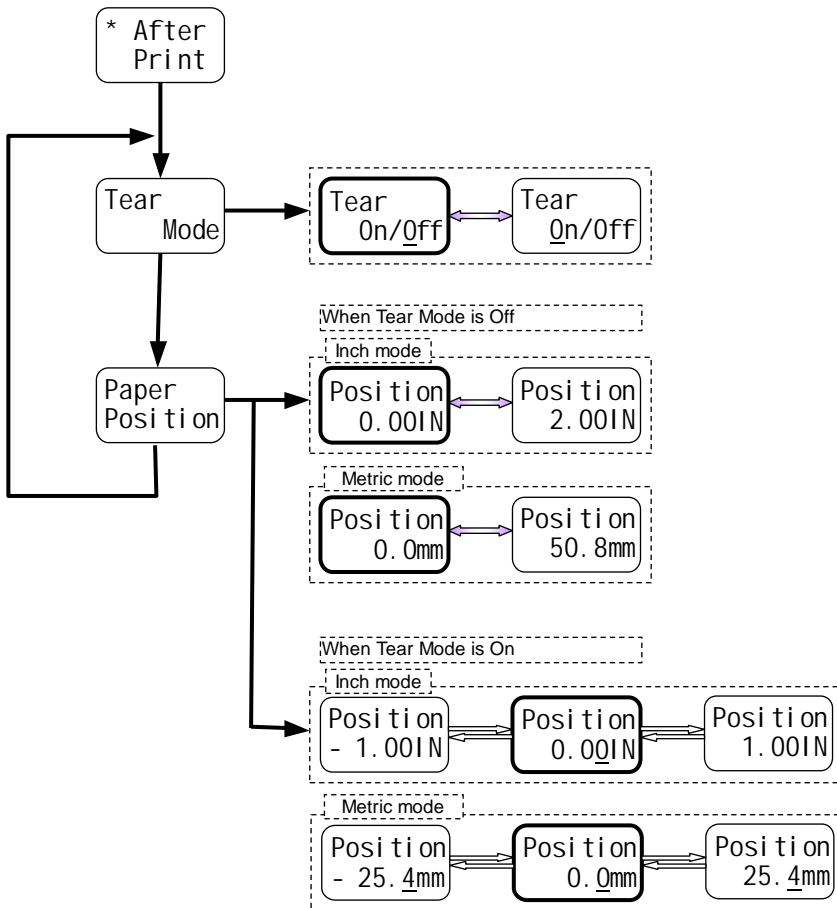 * After
Print
Tear
Mode
Tear
On/Off
Tear
On/Off
When Tear Mode is Off
Inch mode
Paper
Position
Position
0.00IN
Position
2.00IN
Metric mode
Position
0.0mm
Position
50.8mm
When Tear Mode is On
Inch mode
Position
- 1.00IN
Position
0.00IN
Position
1.00IN
Metric mode
Position
- 25.4mm
Position
0.0mm
Position
25.4mm